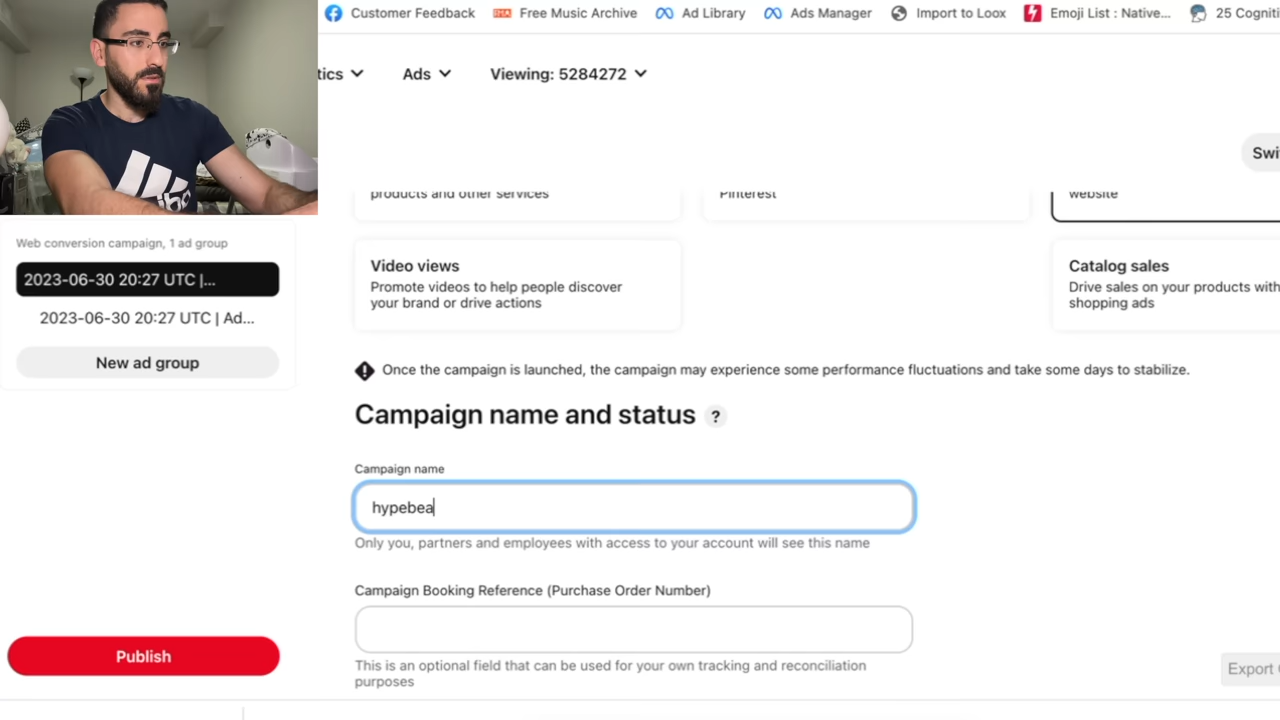 Customer Feedback
Free Music Archive
Ad Library
Ads Manager
Import to Loox
Emoji List : Native...
25 Cogniti
tics
Ads
Viewing: 5284272
Swi
products and other services
Pinterest
website
Web conversion campaign, 1 ad group
2023-06-30 20:27 UTC |...
2023-06-30 20:27 UTC | Ad...
New ad group
Video views
Promote videos to help people discover
your brand or drive actions
Catalog sales
Drive sales on your products with
shopping ads
Once the campaign is launched, the campaign may experience some performance fluctuations and take some days to stabilize.
Campaign name and status ?
Campaign name
hypebea
Only you, partners and employees with access to your account will see this name
Campaign Booking Reference (Purchase Order Number)
This is an optional field that can be used for your own tracking and reconciliation
purposes
Publish
Export